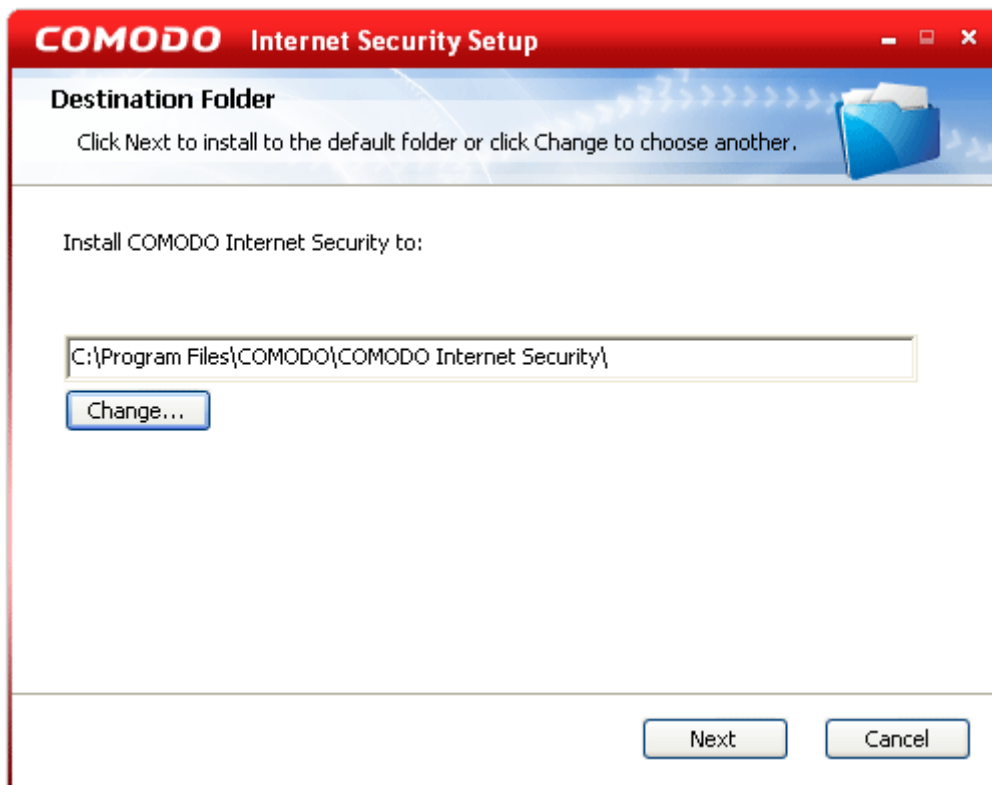 COMODO Internet Security Setup
Destination Folder
Click Next to install to the default folder or click Change to choose another.
Install COMODO Internet Security to:
C:\Program Files\COMODO\COMODO Internet Security\
Change...
Next Cancel